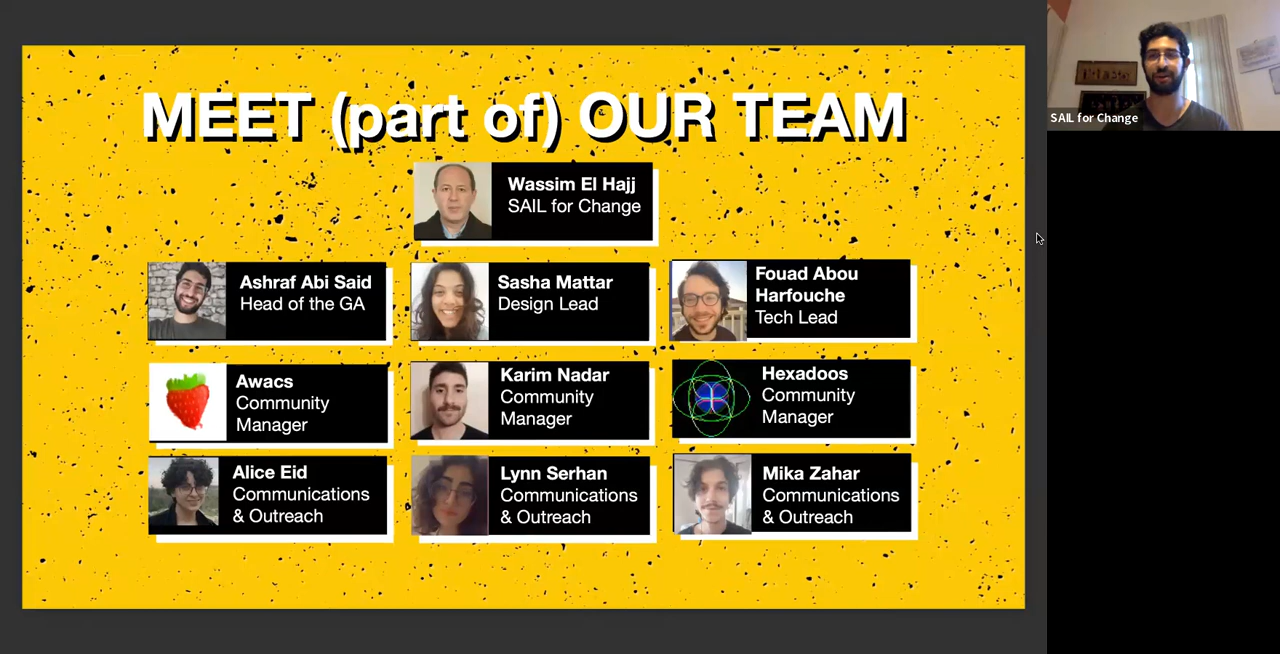 MEET (part of) OUR TEAM
Wassim El Hajj
SAIL for Change
Ashraf Abi Said
Head of the GA
Sasha Mattar
Design Lead
Fouad Abou
Harfouche
Tech Lead
Awacs
Community
Manager
Karim Nadar
Community
Manager
Hexadoos
Community
Manager
Alice Eid
Communications
& Outreach
Lynn Serhan
Communications
& Outreach
Mika Zahar
Communications
& Outreach
SAIL for Change